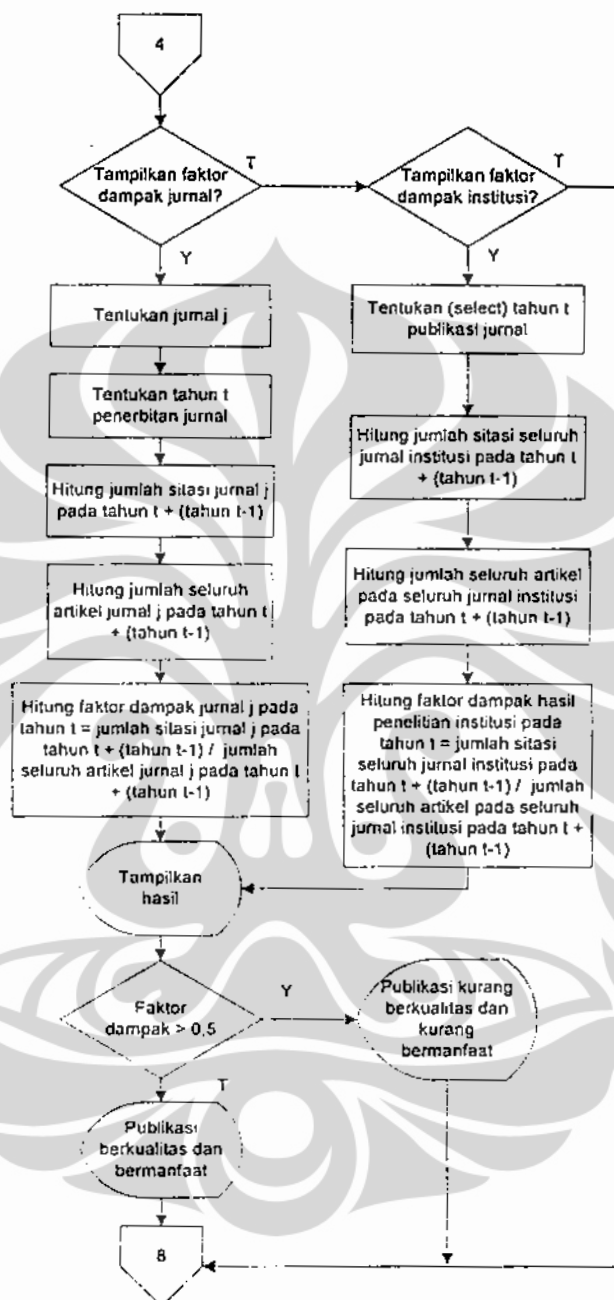 4
Tampilkan faktor
dampak jurnal?
T
Tampilkan faktor
dampak institusi?
T
Y
Y
Tentukan jurnal j
Tentukan (select) tahun t
publikasi jurnal
Tentukan tahun t
penerbitan jurnal
Hitung jumlah sitasi seluruh
jurnal institusi pada tahun t
+ (tahun t-1)
Hitung jumlah sitasi jurnal j
pada tahun t + (tahun t-1)
Hitung jumlah seluruh
artikel jurnal j pada tahun t
+ (tahun t-1)
Hitung jumlah seluruh artikel
pada seluruh jurnal institusi
pada tahun t + (tahun t-1)
Hitung faktor dampak jurnal j pada
tahun t = jumlah sitasi jurnal j pada
tahun t + (tahun t-1) / jumlah
seluruh artikel jurnal j pada tahun t
+ (tahun t-1)
Hitung faktor dampak hasil
penelitian institusi pada
tahun t = jumlah sitasi
seluruh jurnal institusi pada
tahun t + (tahun t-1) / jumlah
seluruh artikel pada seluruh
jurnal institusi pada tahun t +
(tahun t-1)
Tampilkan
hasil
Faktor
dampak > 0,5
Y
Publikasi kurang
berkualitas dan
kurang
bermanfaat
T
Publikasi
berkualitas dan
bermanfaat
8